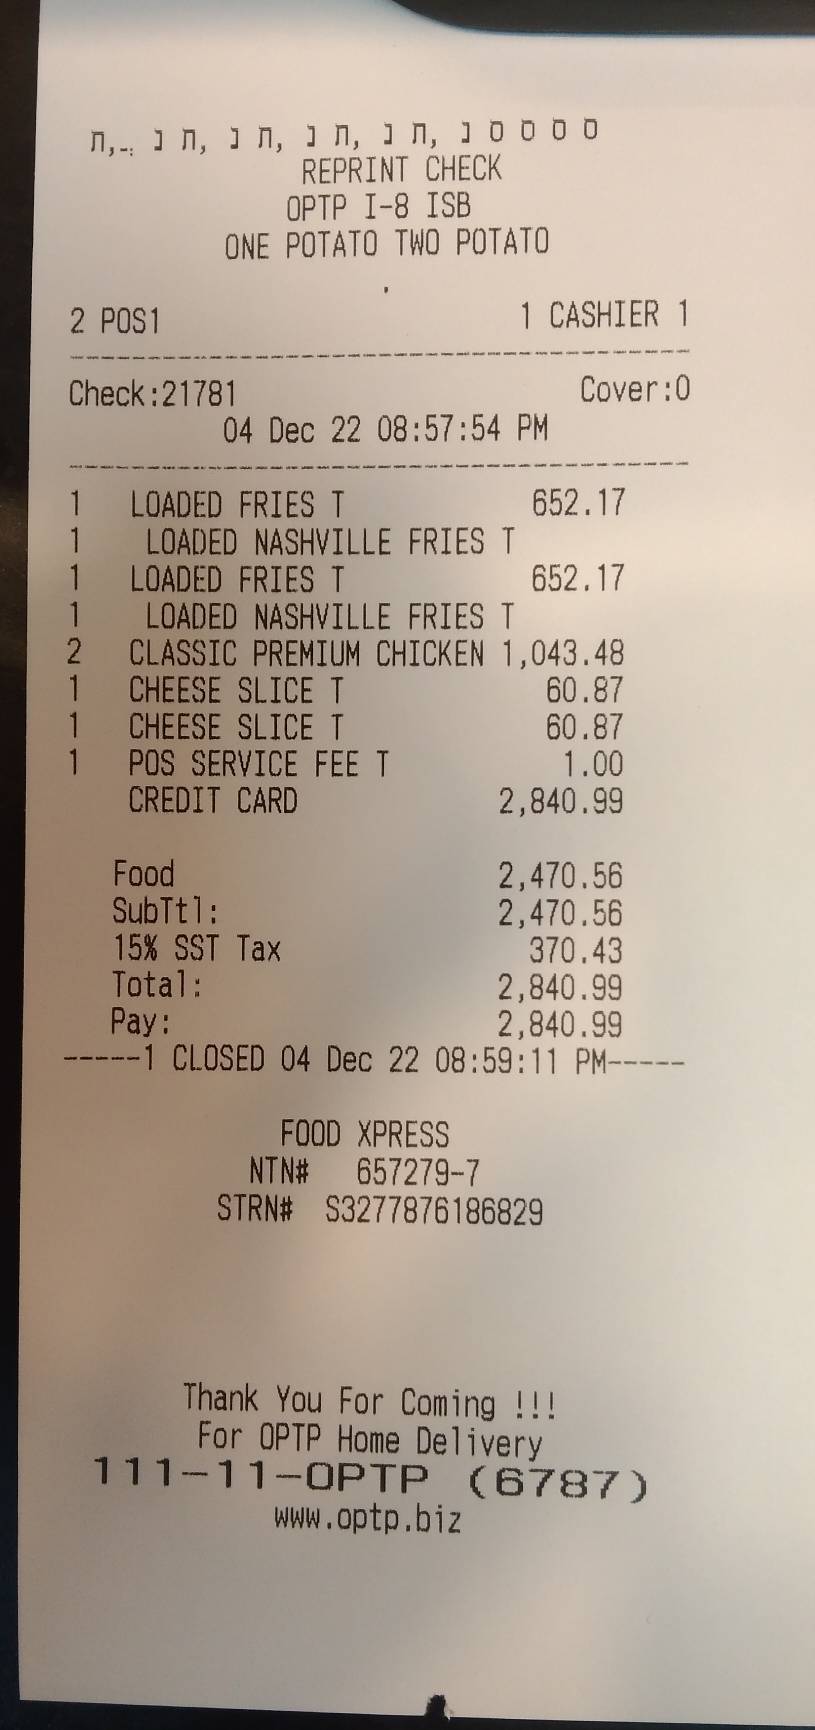 REPRINT CHECK
OPTP I-8 ISB
ONE POTATO TWO POTATO
2 POS1 1 CASHIER 1
Check:21781 Cover:0
04 Dec 22 08:57:54 PM
1 LOADED FRIES T 652.17
1 LOADED NASHVILLE FRIES T
1 LOADED FRIES T 652.17
1 LOADED NASHVILLE FRIES T
2 CLASSIC PREMIUM CHICKEN 1,043.48
1 CHEESE SLICE T 60.87
1 CHEESE SLICE T 60.87
1 POS SERVICE FEE T 1.00
CREDIT CARD 2,840.99
Food 2,470.56
SubTtl: 2,470.56
15% SST Tax 370.43
Total: 2,840.99
Pay: 2,840.99
-----1 CLOSED 04 Dec 22 08:59:11 PM-----
FOOD XPRESS
NTN# 657279-7
STRN# S3277876186829
Thank You For Coming !!!
For OPTP Home Delivery
111-11-OPTP (6787)
www.optp.biz